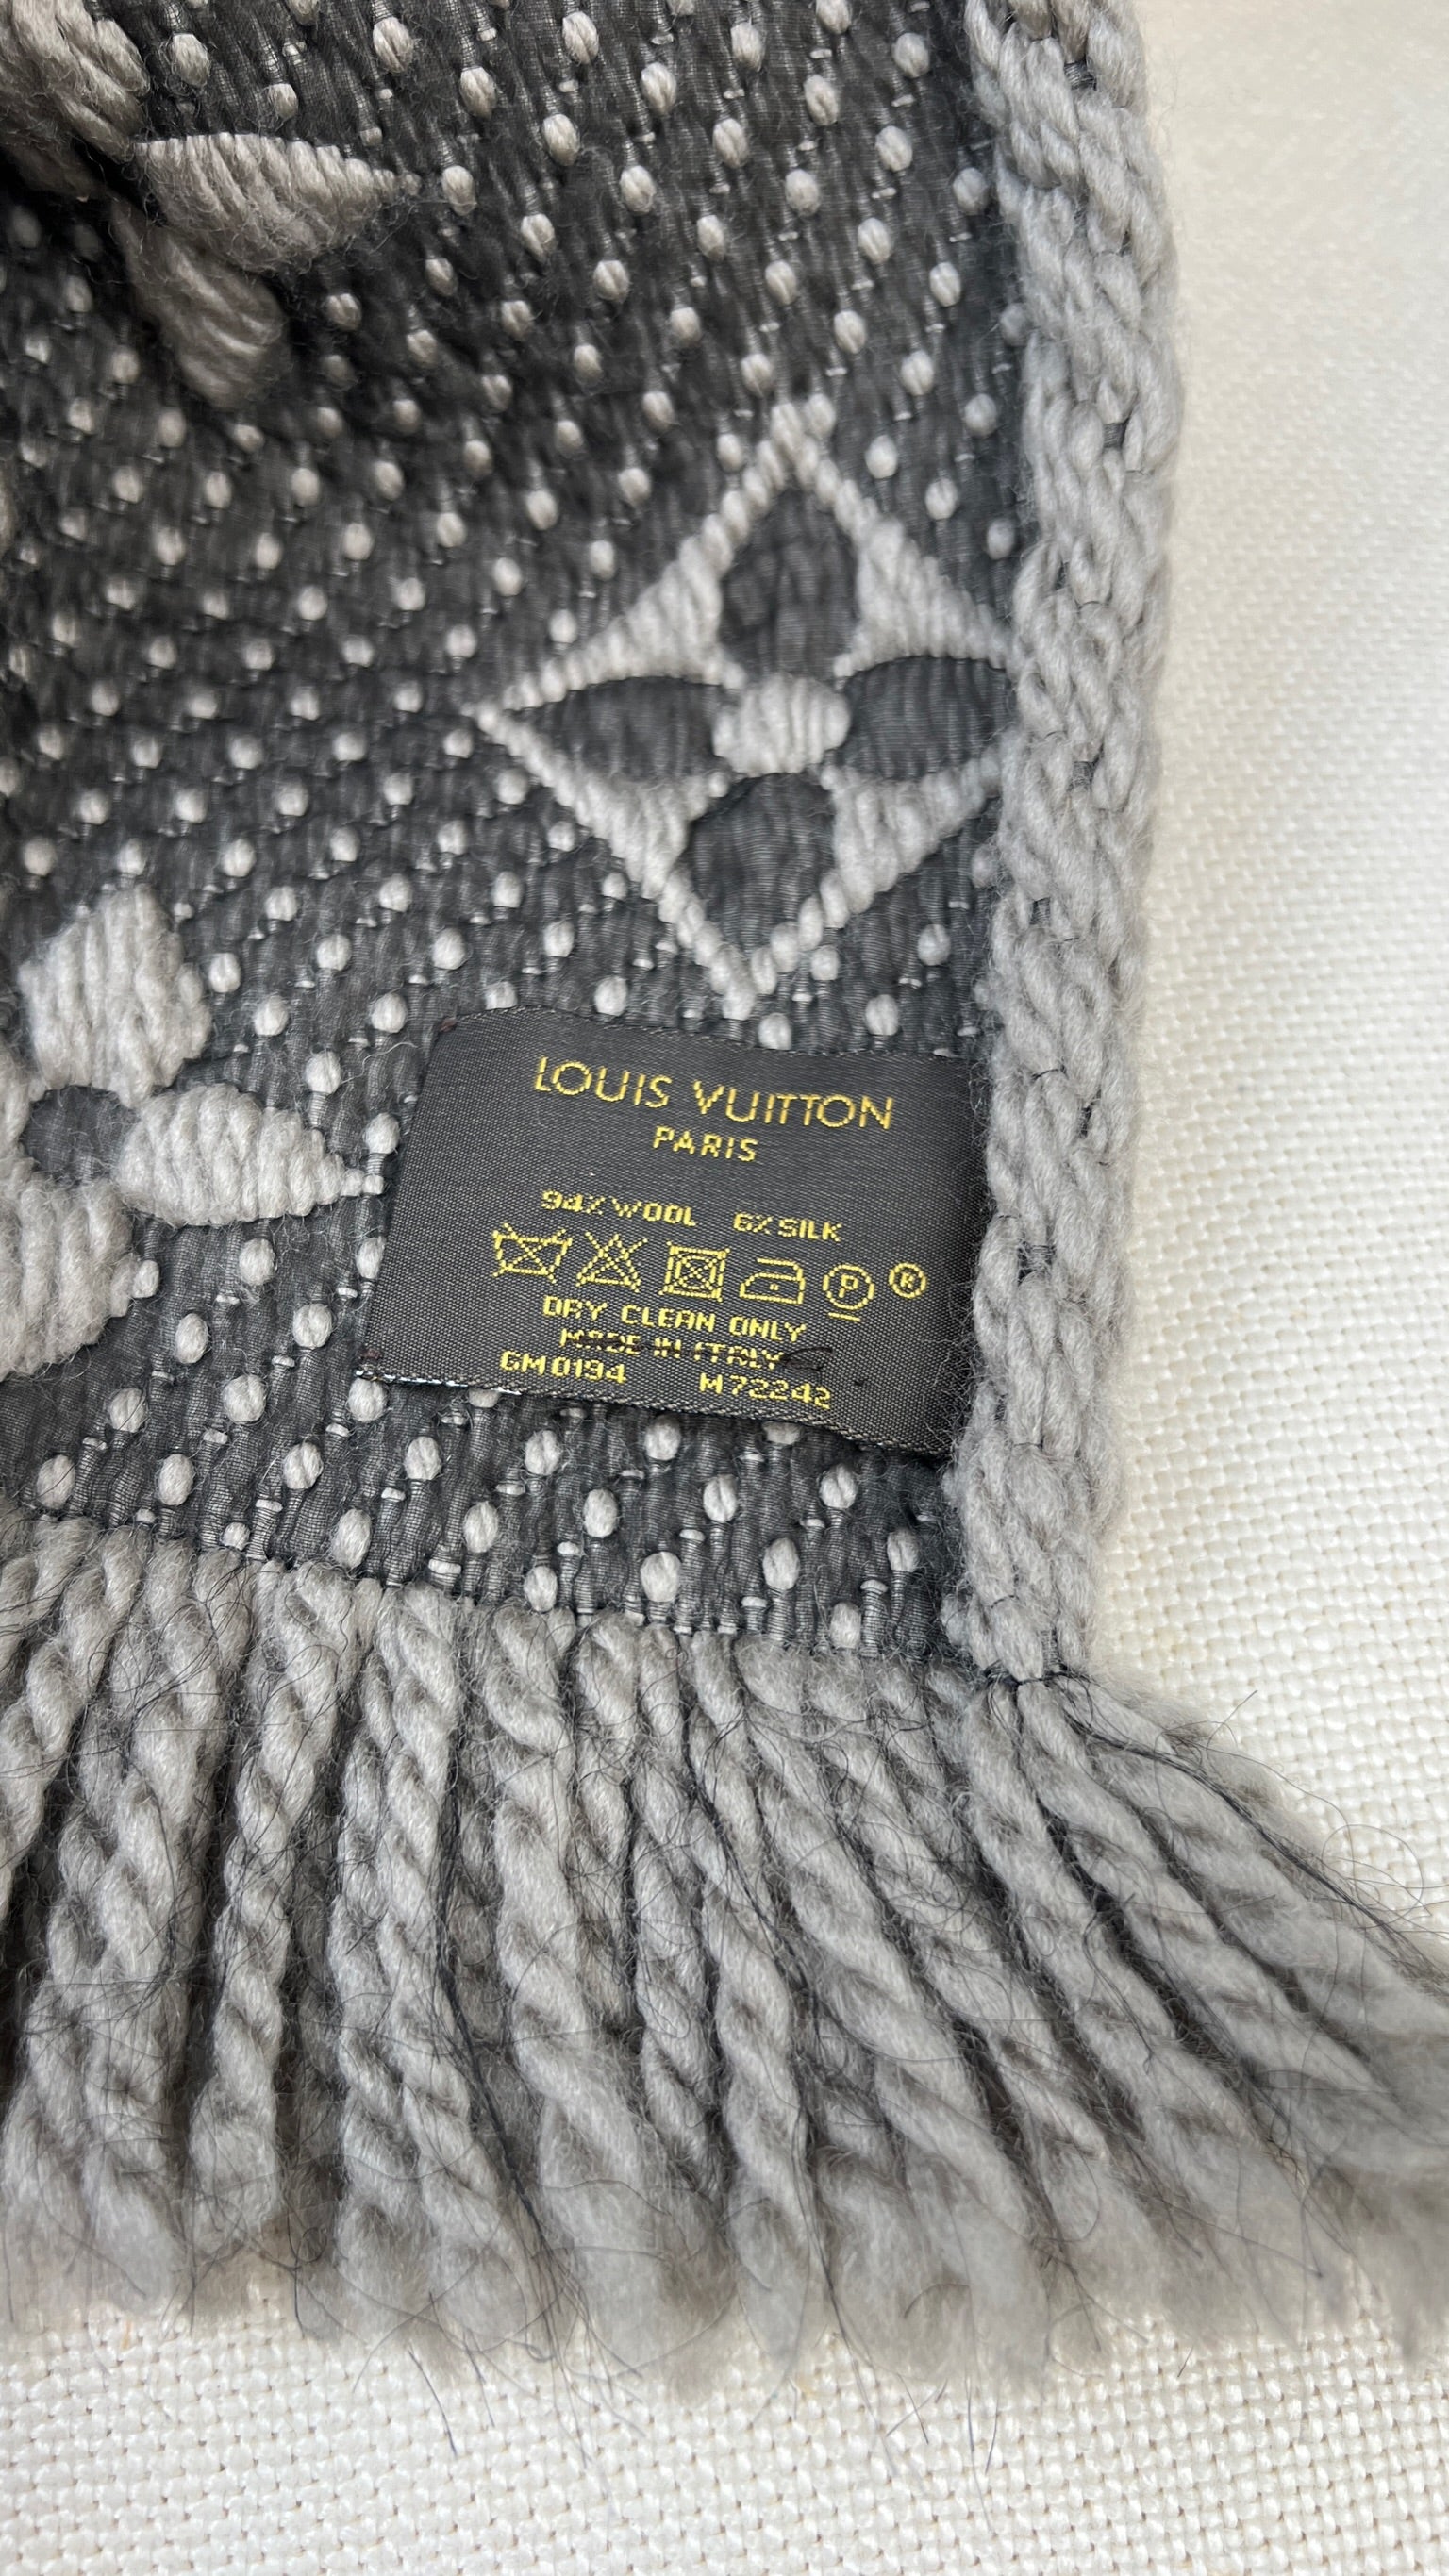 LOUIS VUITTON
PARIS
94% WOOL 6% SILK
P ®
DRY CLEAN ONLY
MADE IN ITALY
GM0194 M72242